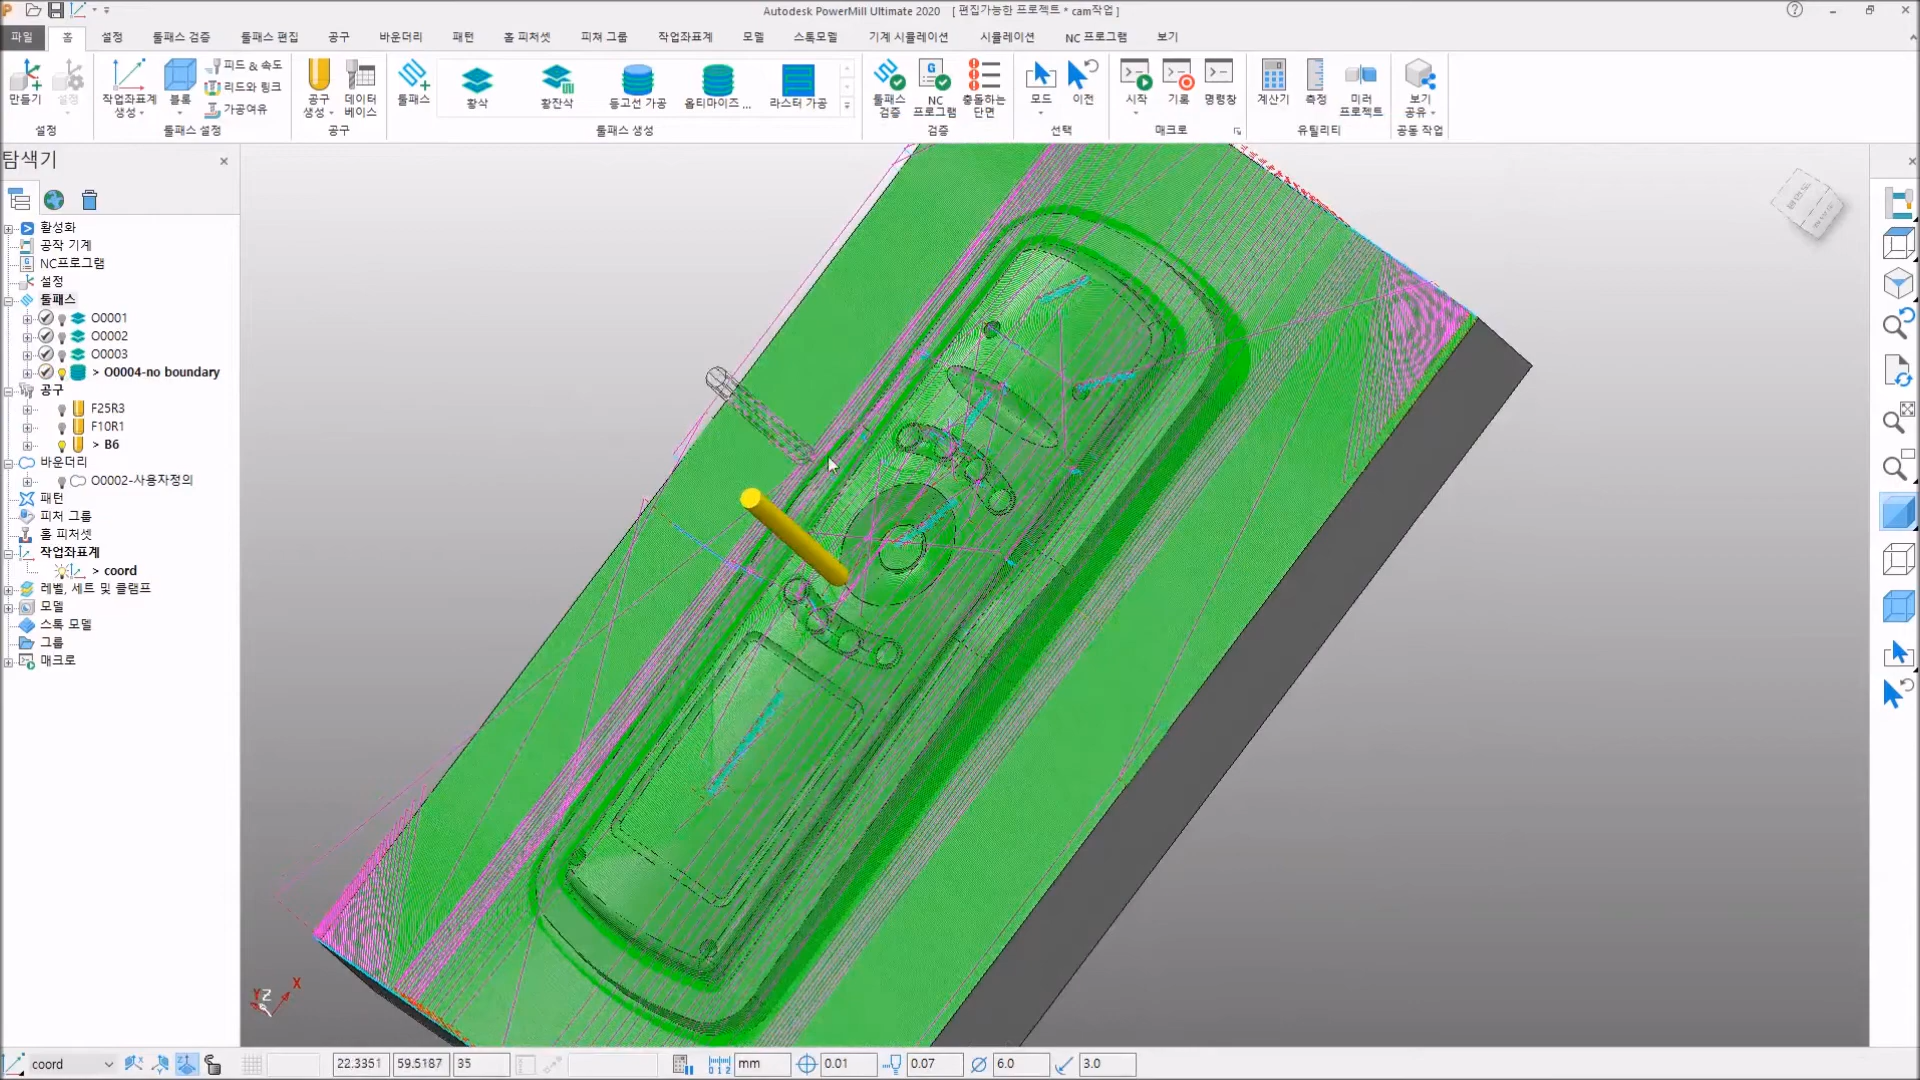 Autodesk PowerMill Ultimate 2020 [ 편집가능한 프로젝트 * cam작업 ]
파일 홈 설정 툴패스 검증 툴패스 편집 공구 바운더리 패턴 홀 피처셋 피쳐 그룹 작업좌표계 모델 스톡모델 기계 시뮬레이션 시뮬레이션 NC 프로그램 보기
만들기 설정 작업좌표계 생성 블록 피드 & 속도 리드와 링크 가공여유 공구 생성 데이터 베이스 툴패스 황삭 황잔삭 등고선 가공 옵티마이즈 ... 라스터 가공 툴패스 검증 NC 프로그램 충돌하는 단면 모드 이전 시작 기록 명령창 계산기 측정 미러 프로젝트 보기 공유
설정 툴패스 설정 공구 툴패스 생성 검증 선택 매크로 유틸리티 공동 작업
탐색기
활성화
공작 기계
NC프로그램
설정
툴패스
O0001
O0002
O0003
> O0004-no boundary
공구
F25R3
F10R1
> B6
바운더리
O0002-사용자정의
패턴
피처 그룹
홀 피처셋
작업좌표계
> coord
레벨, 세트 및 클램프
모델
스톡 모델
그룹
매크로
X
Y
Z
coord 22.3351 59.5187 35 mm 0.01 0.07 6.0 3.0